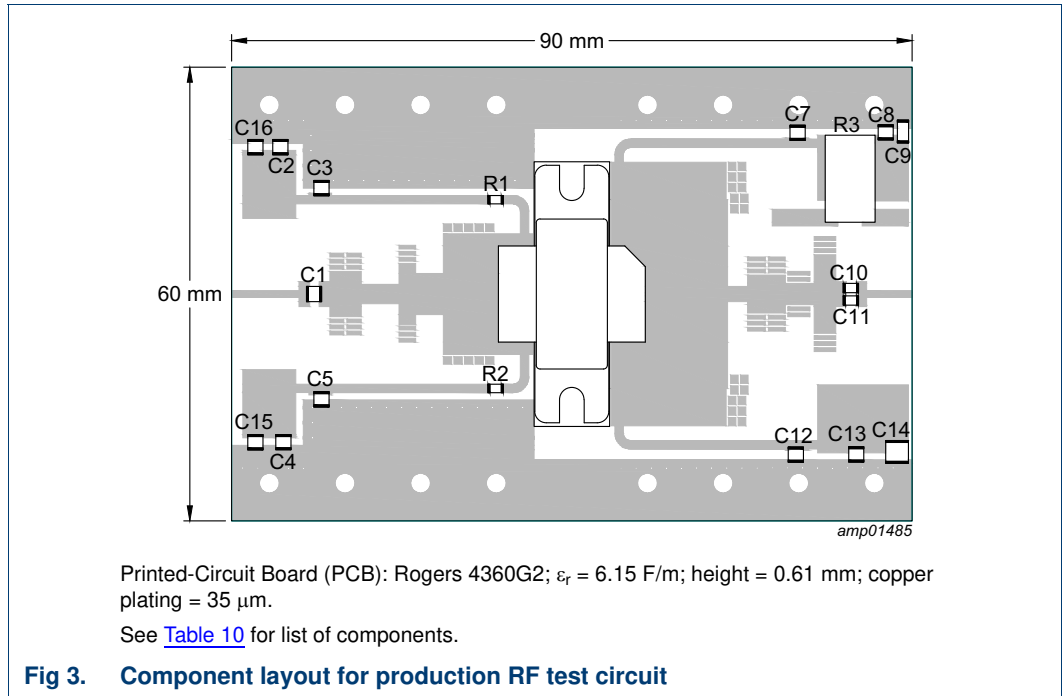 90 mm
C7
C8
R3
C16
C9
C2
C3
R1
C1
C10
60 mm
C11
C5
R2
C15
C4
C12
C13
C14
amp01485
Printed-Circuit Board (PCB): Rogers 4360G2; εr = 6.15 F/m; height = 0.61 mm; copper
plating = 35 μm.
See Table 10 for list of components.
Fig 3. Component layout for production RF test circuit